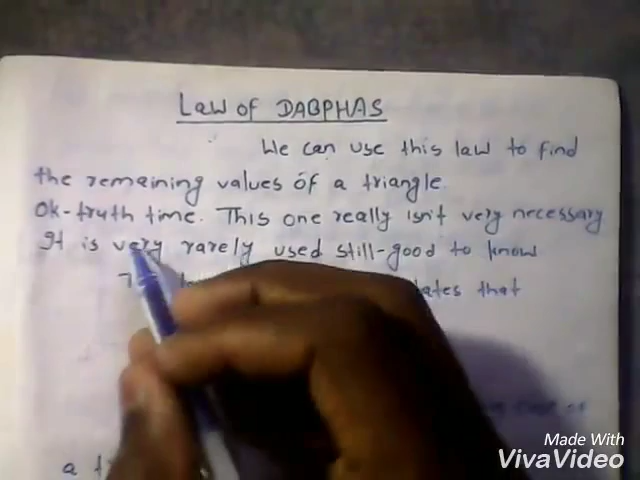 Law of DABPHAS
We can use this law to find
the remaining values of a triangle.
Ok-truth time. This one really isn't very necessary
It is very rarely used still-good to know
that
a
Made With
VivaVideo